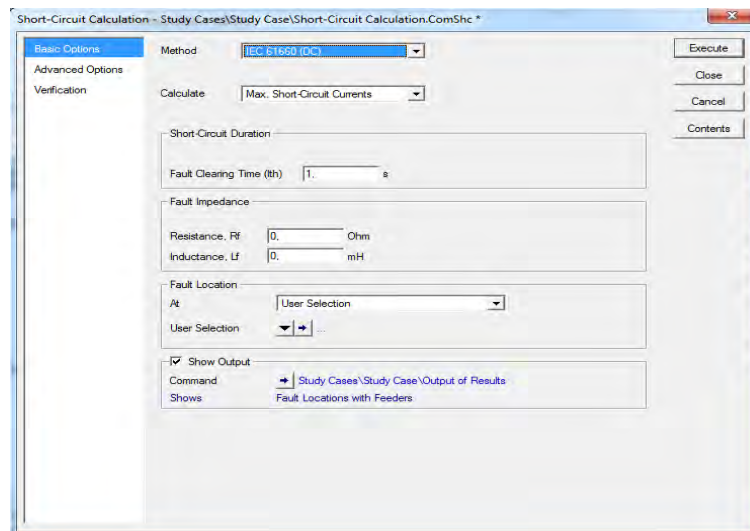 Short-Circuit Calculation - Study Cases\Study Case\Short-Circuit Calculation.ComShc *
Basic Options
Advanced Options
Verification
Method IEC 61660 (DC)
Calculate Max. Short-Circuit Currents
Short-Circuit Duration
Fault Clearing Time (Ith) 1. s
Fault Impedance
Resistance, Rf 0. Ohm
Inductance, Lf 0. mH
Fault Location
At User Selection
User Selection ...
Show Output
Command Study Cases\Study Case\Output of Results
Shows Fault Locations with Feeders
Execute
Close
Cancel
Contents